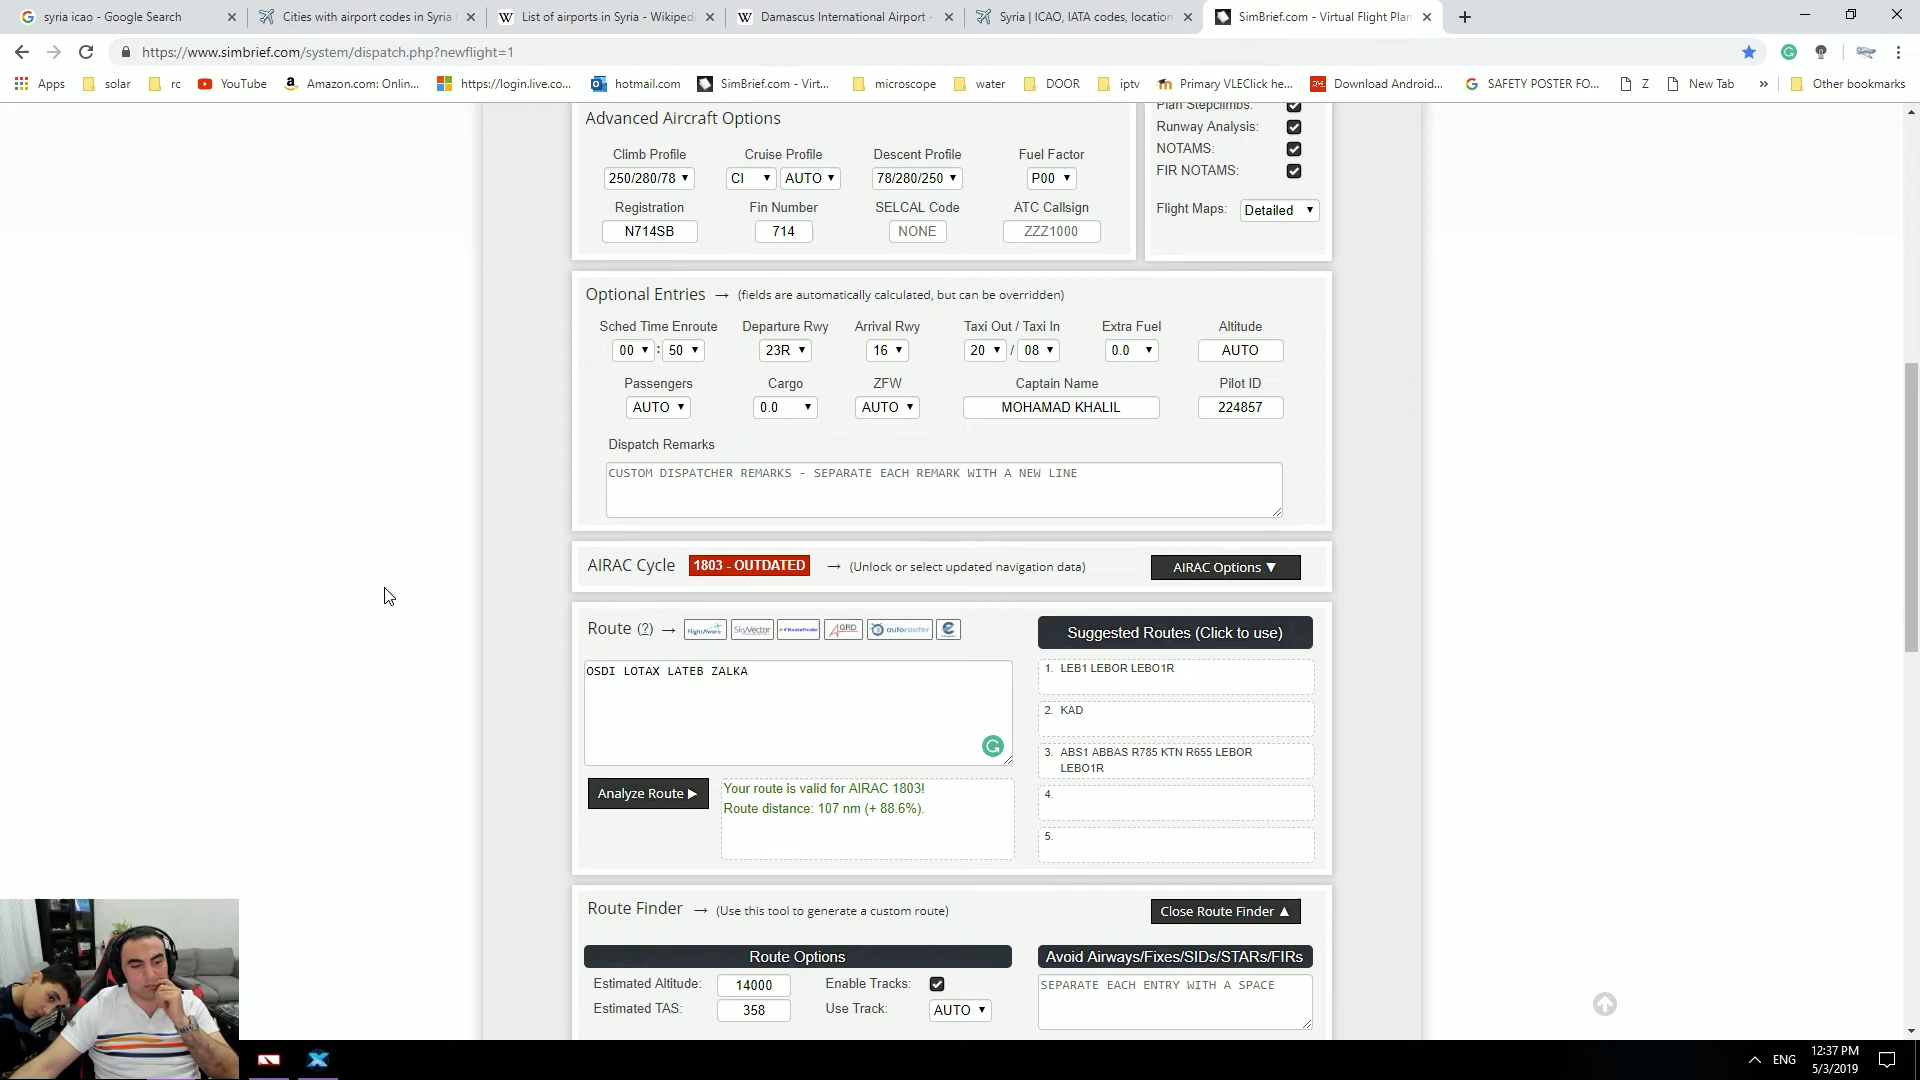 syria icao - Google Search
Cities with airport codes in Syria
List of airports in Syria - Wikiped
Damascus International Airport -
Syria | ICAO, IATA codes, location
SimBrief.com - Virtual Flight Plan
https://www.simbrief.com/system/dispatch.php?newflight=1
Apps
solar
rc
YouTube
Amazon.com: Onlin...
https://login.live.co...
hotmail.com
SimBrief.com - Virt...
microscope
water
DOOR
iptv
Primary VLEClick he...
Download Android...
SAFETY POSTER FO...
Z
New Tab
»
Other bookmarks
Plan Stepclimbs:
Advanced Aircraft Options
Runway Analysis:
NOTAMS:
FIR NOTAMS:
Flight Maps: Detailed
Climb Profile Cruise Profile Descent Profile Fuel Factor
250/280/78 CI AUTO 78/280/250 P00
Registration Fin Number SELCAL Code ATC Callsign
N714SB 714 NONE ZZZ1000
Optional Entries → (fields are automatically calculated, but can be overridden)
Sched Time Enroute Departure Rwy Arrival Rwy Taxi Out / Taxi In Extra Fuel Altitude
00 : 50 23R 16 20 / 08 0.0 AUTO
Passengers Cargo ZFW Captain Name Pilot ID
AUTO 0.0 AUTO MOHAMAD KHALIL 224857
Dispatch Remarks
CUSTOM DISPATCHER REMARKS - SEPARATE EACH REMARK WITH A NEW LINE
AIRAC Cycle 1803 - OUTDATED → (Unlock or select updated navigation data) AIRAC Options ▼
Route (?) → FlightAware SkyVector RouteFinder GRD autorouter
OSDI LOTAX LATEB ZALKA
Analyze Route ▶
Your route is valid for AIRAC 1803!
Route distance: 107 nm (+ 88.6%).
Suggested Routes (Click to use)
1. LEB1 LEBOR LEBO1R
2. KAD
3. ABS1 ABBAS R785 KTN R655 LEBOR
LEBO1R
4.
5.
Route Finder → (Use this tool to generate a custom route) Close Route Finder ▲
Route Options
Estimated Altitude: 14000 Enable Tracks:
Estimated TAS: 358 Use Track: AUTO
Avoid Airways/Fixes/SIDs/STARs/FIRs
SEPARATE EACH ENTRY WITH A SPACE
ENG
12:37 PM
5/3/2019